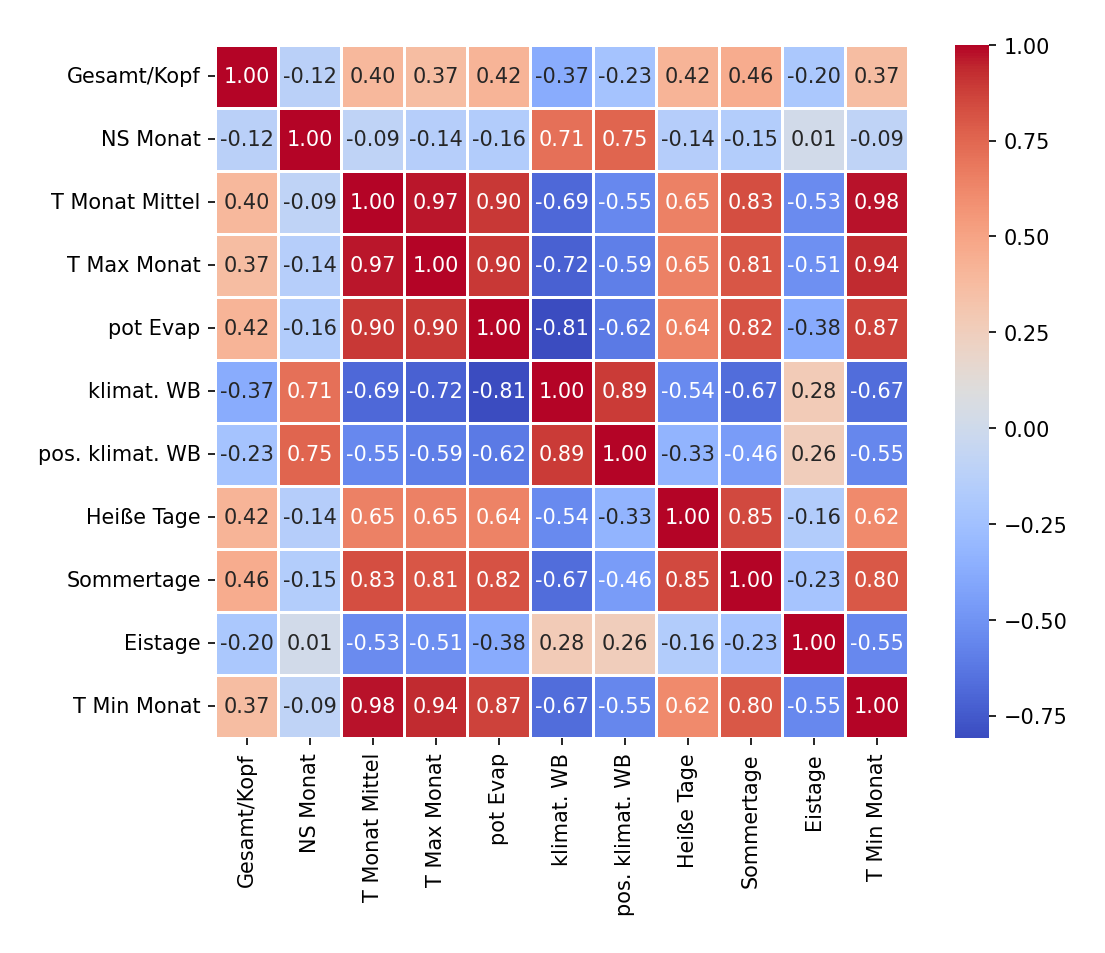 Gesamt/Kopf 1.00 -0.12 0.40 0.37 0.42 -0.37 -0.23 0.42 0.46 -0.20 0.37
NS Monat -0.12 1.00 -0.09 -0.14 -0.16 0.71 0.75 -0.14 -0.15 0.01 -0.09
T Monat Mittel 0.40 -0.09 1.00 0.97 0.90 -0.69 -0.55 0.65 0.83 -0.53 0.98
T Max Monat 0.37 -0.14 0.97 1.00 0.90 -0.72 -0.59 0.65 0.81 -0.51 0.94
pot Evap 0.42 -0.16 0.90 0.90 1.00 -0.81 -0.62 0.64 0.82 -0.38 0.87
klimat. WB -0.37 0.71 -0.69 -0.72 -0.81 1.00 0.89 -0.54 -0.67 0.28 -0.67
pos. klimat. WB -0.23 0.75 -0.55 -0.59 -0.62 0.89 1.00 -0.33 -0.46 0.26 -0.55
Heiße Tage 0.42 -0.14 0.65 0.65 0.64 -0.54 -0.33 1.00 0.85 -0.16 0.62
Sommertage 0.46 -0.15 0.83 0.81 0.82 -0.67 -0.46 0.85 1.00 -0.23 0.80
Eistage -0.20 0.01 -0.53 -0.51 -0.38 0.28 0.26 -0.16 -0.23 1.00 -0.55
T Min Monat 0.37 -0.09 0.98 0.94 0.87 -0.67 -0.55 0.62 0.80 -0.55 1.00
Gesamt/Kopf
NS Monat
T Monat Mittel
T Max Monat
pot Evap
klimat. WB
pos. klimat. WB
Heiße Tage
Sommertage
Eistage
T Min Monat
1.00
0.75
0.50
0.25
0.00
−0.25
−0.50
−0.75